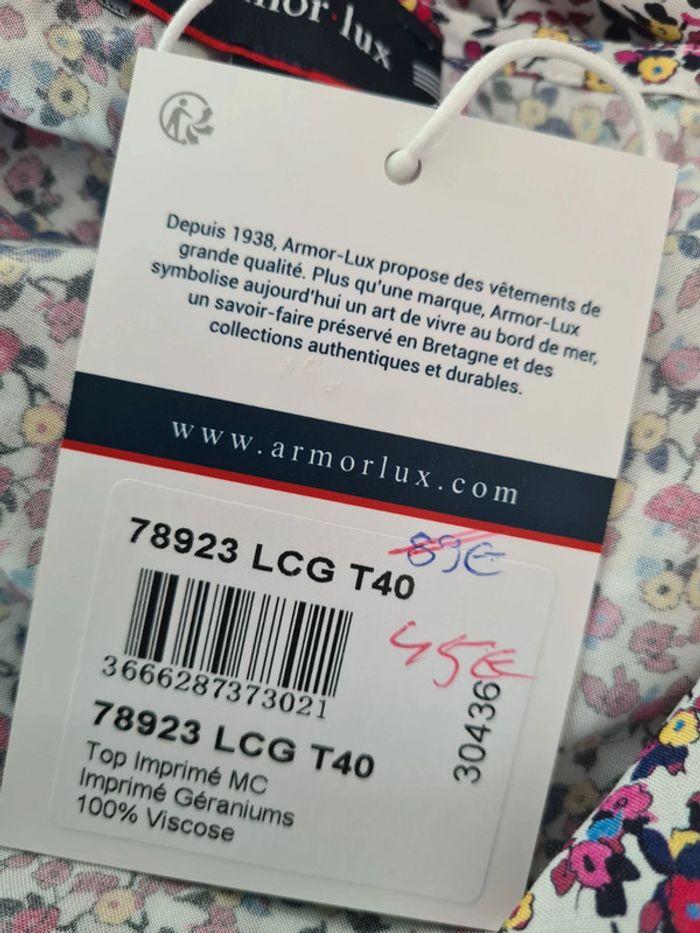 mor·lux
Depuis 1938, Armor-Lux propose des vêtements de
grande qualité. Plus qu'une marque, Armor-Lux
symbolise aujourd'hui un art de vivre au bord de mer,
un savoir-faire préservé en Bretagne et des
collections authentiques et durables.
www.armorlux.com
78923 LCG T40
89€
45€
3666287373021
30436
78923 LCG T40
Top Imprimé MC
Imprimé Géraniums
100% Viscose